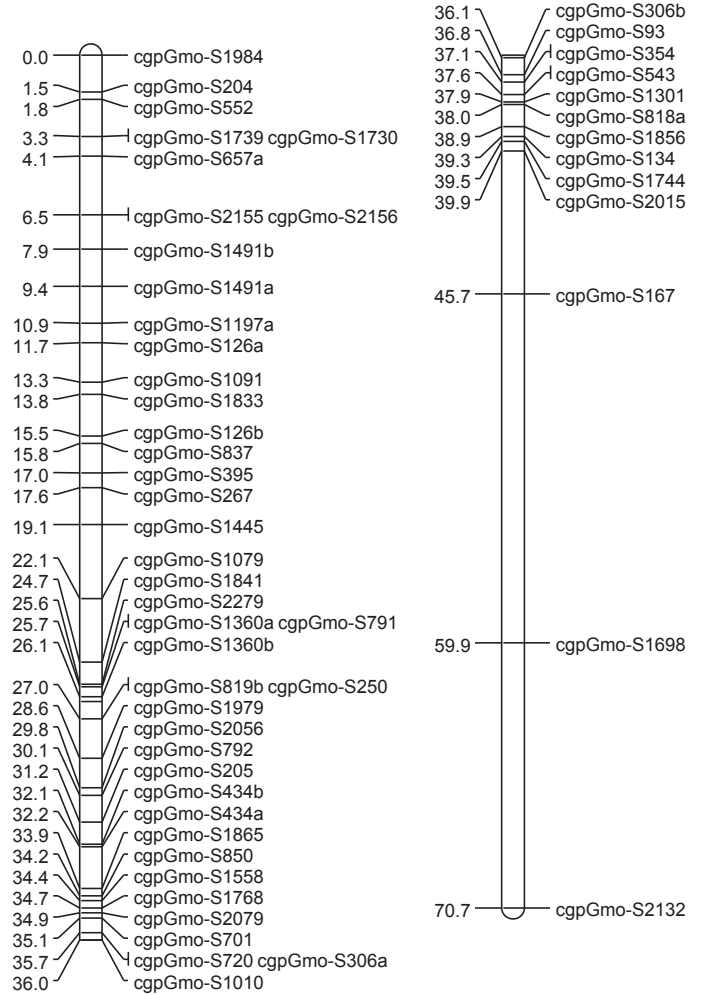 0.0 cgpGmo-S1984
1.5 cgpGmo-S204
1.8 cgpGmo-S552
3.3 cgpGmo-S1739 cgpGmo-S1730
4.1 cgpGmo-S657a
6.5 cgpGmo-S2155 cgpGmo-S2156
7.9 cgpGmo-S1491b
9.4 cgpGmo-S1491a
10.9 cgpGmo-S1197a
11.7 cgpGmo-S126a
13.3 cgpGmo-S1091
13.8 cgpGmo-S1833
15.5 cgpGmo-S126b
15.8 cgpGmo-S837
17.0 cgpGmo-S395
17.6 cgpGmo-S267
19.1 cgpGmo-S1445
22.1 cgpGmo-S1079
24.7 cgpGmo-S1841
25.6 cgpGmo-S2279
25.7 cgpGmo-S1360a cgpGmo-S791
26.1 cgpGmo-S1360b
27.0 cgpGmo-S819b cgpGmo-S250
28.6 cgpGmo-S1979
29.8 cgpGmo-S2056
30.1 cgpGmo-S792
31.2 cgpGmo-S205
32.1 cgpGmo-S434b
32.2 cgpGmo-S434a
33.9 cgpGmo-S1865
34.2 cgpGmo-S850
34.4 cgpGmo-S1558
34.7 cgpGmo-S1768
34.9 cgpGmo-S2079
35.1 cgpGmo-S701
35.7 cgpGmo-S720 cgpGmo-S306a
36.0 cgpGmo-S1010
36.1 cgpGmo-S306b
36.8 cgpGmo-S93
37.1 cgpGmo-S354
37.6 cgpGmo-S543
37.9 cgpGmo-S1301
38.0 cgpGmo-S818a
38.9 cgpGmo-S1856
39.3 cgpGmo-S134
39.5 cgpGmo-S1744
39.9 cgpGmo-S2015
45.7 cgpGmo-S167
59.9 cgpGmo-S1698
70.7 cgpGmo-S2132